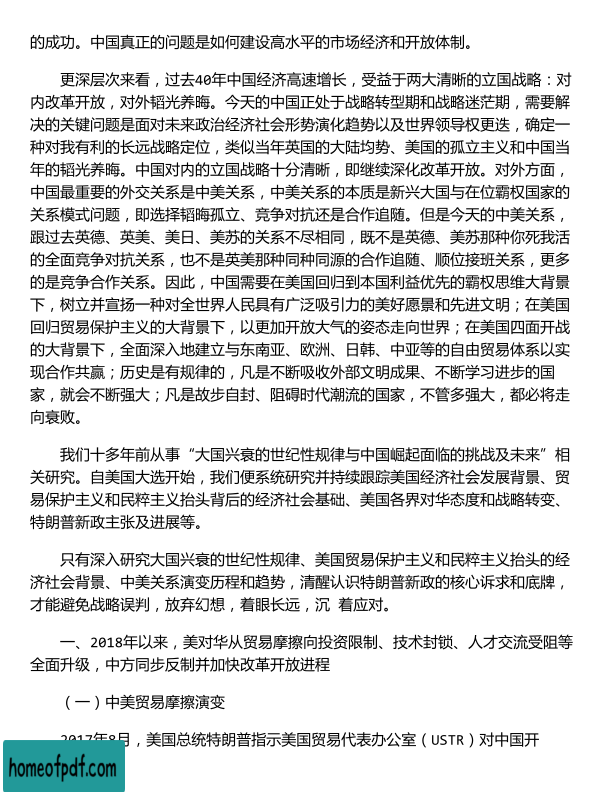 的成功。中国真正的问题是如何建设高水平的市场经济和开放体制。
更深层次来看，过去40年中国经济高速增长，受益于两大清晰的立国战略：对
内改革开放，对外韬光养晦。今天的中国正处于战略转型期和战略迷茫期，需要解
决的关键问题是面对未来政治经济社会形势演化趋势以及世界领导权更迭，确定一
种对我有利的长远战略定位，类似当年英国的大陆均势、美国的孤立主义和中国当
年的韬光养晦。中国对内的立国战略十分清晰，即继续深化改革开放。对外方面，
中国最重要的外交关系是中美关系，中美关系的本质是新兴大国与在位霸权国家的
关系模式问题，即选择韬晦孤立、竞争对抗还是合作追随。但是今天的中美关系，
跟过去英德、英美、美日、美苏的关系不尽相同，既不是英德、美苏那种你死我活
的全面竞争对抗关系，也不是英美那种同种同源的合作追随、顺位接班关系，更多
的是竞争合作关系。因此，中国需要在美国回归到本国利益优先的霸权思维大背景
下，树立并宣扬一种对全世界人民具有广泛吸引力的美好愿景和先进文明；在美国
回归贸易保护主义的大背景下，以更加开放大气的姿态走向世界；在美国四面开战
的大背景下，全面深入地建立与东南亚、欧洲、日韩、中亚等的自由贸易体系以实
现合作共赢；历史是有规律的，凡是不断吸收外部文明成果、不断学习进步的国
家，就会不断强大；凡是故步自封、阻碍时代潮流的国家，不管多强大，都必将走
向衰败。
我们十多年前从事“大国兴衰的世纪性规律与中国崛起面临的挑战及未来”相
关研究。自美国大选开始，我们便系统研究并持续跟踪美国经济社会发展背景、贸
易保护主义和民粹主义抬头背后的经济社会基础、美国各界对华态度和战略转变、
特朗普新政主张及进展等。
只有深入研究大国兴衰的世纪性规律、美国贸易保护主义和民粹主义抬头的经
济社会背景、中美关系演变历程和趋势，清醒认识特朗普新政的核心诉求和底牌，
才能避免战略误判，放弃幻想，着眼长远，沉 着应对。
一、2018年以来，美对华从贸易摩擦向投资限制、技术封锁、人才交流受阻等
全面升级，中方同步反制并加快改革开放进程
（一）中美贸易摩擦演变
2017年8月，美国总统特朗普指示美国贸易代表办公室（USTR）对中国开
homeofpdf.com